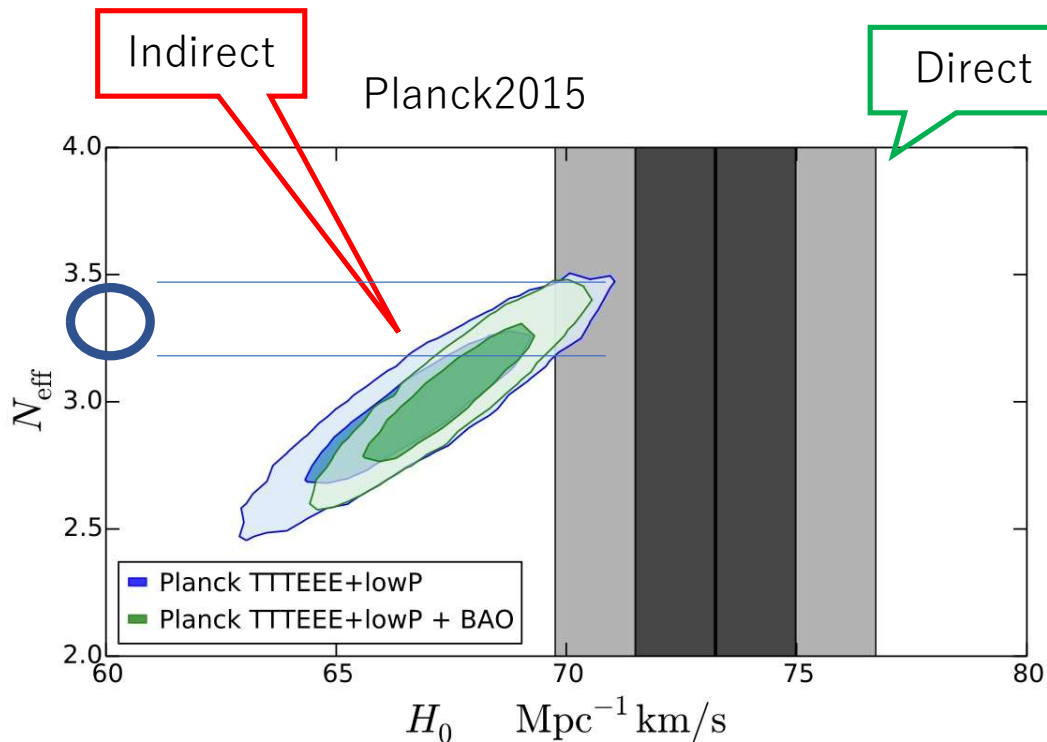 Indirect
Direct
Planck2015
4.0
3.5
3.0
2.5
2.0
N_eff
Planck TTTEEE+lowP
Planck TTTEEE+lowP + BAO
60 65 70 75 80
H_0 Mpc^{-1} km/s